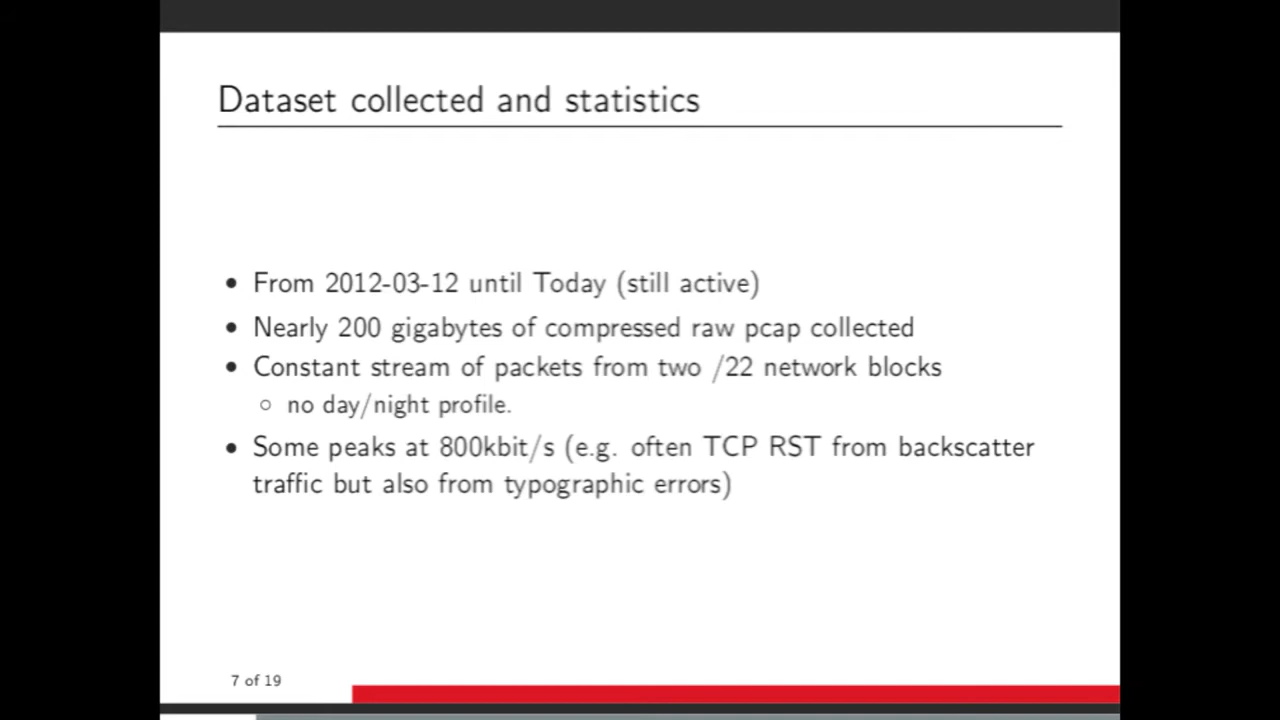 Dataset collected and statistics
• From 2012-03-12 until Today (still active)
• Nearly 200 gigabytes of compressed raw pcap collected
• Constant stream of packets from two /22 network blocks
○ no day/night profile.
• Some peaks at 800kbit/s (e.g. often TCP RST from backscatter
traffic but also from typographic errors)
7 of 19